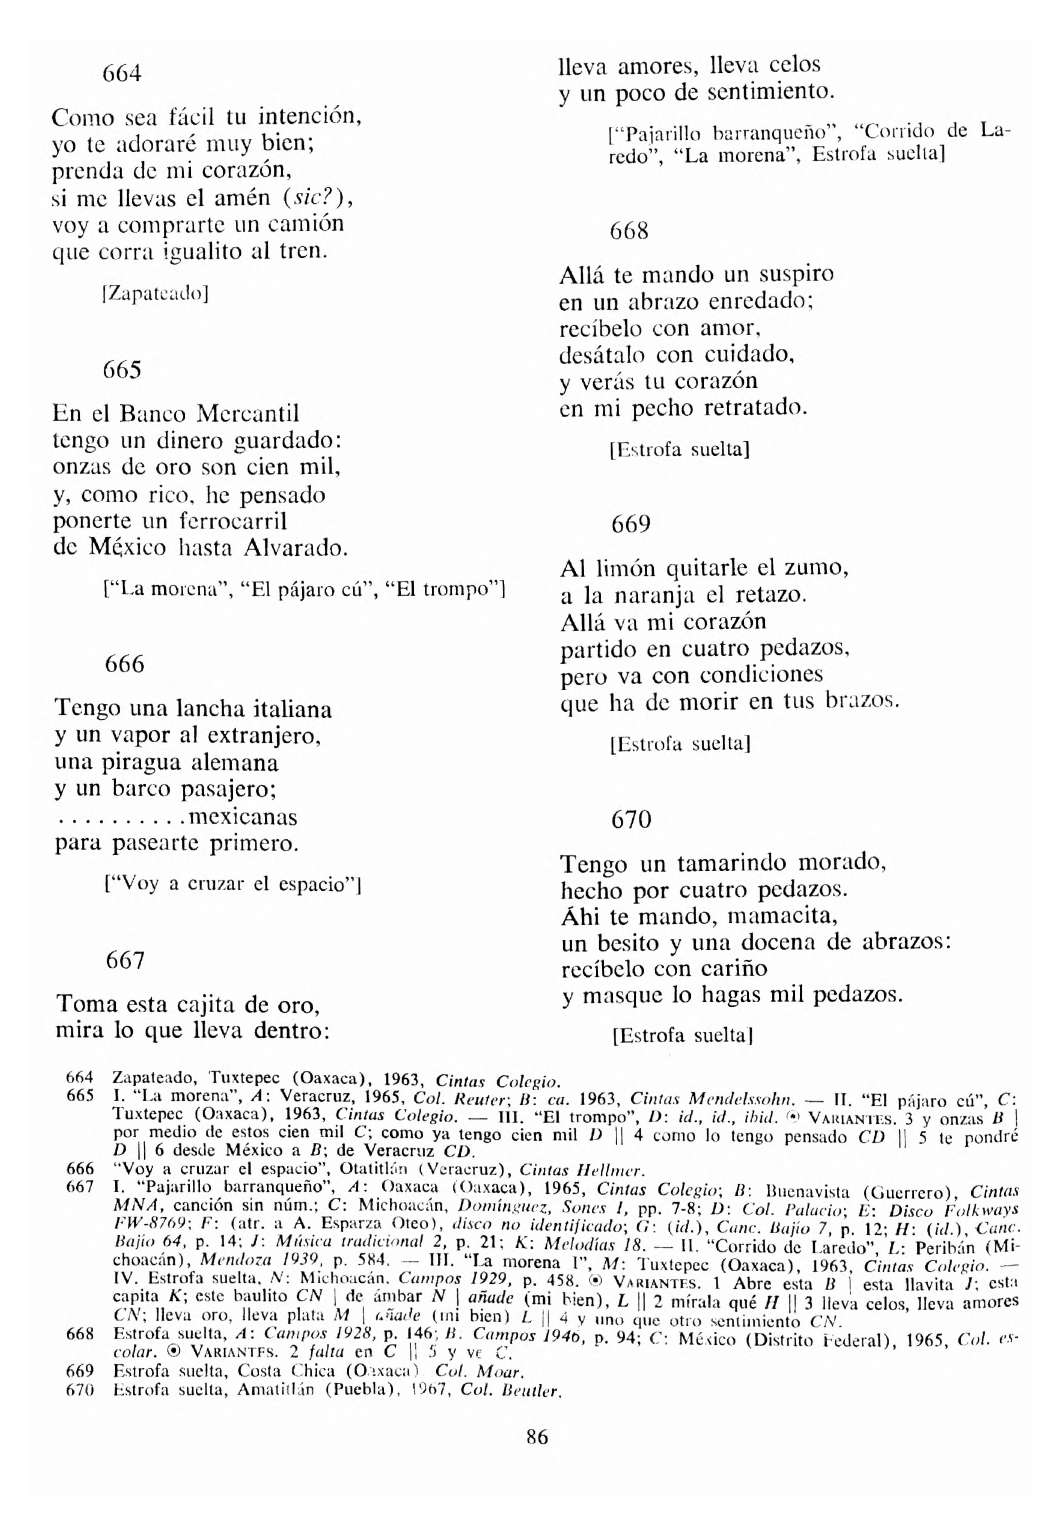 664
Como sea fácil tu intención,
yo te adoraré muy bien;
prenda de mi corazón,
si me llevas el amén (sic?),
voy a comprarte un camión
que corra igualito al tren.
[Zapateado]
665
En el Banco Mercantil
tengo un dinero guardado:
onzas de oro son cien mil,
y, como rico, he pensado
ponerte un ferrocarril
de México hasta Alvarado.
[“La morena”, “El pájaro cú”, “El trompo”]
666
Tengo una lancha italiana
y un vapor al extranjero,
una piragua alemana
y un barco pasajero;
. . . . . . . . . . mexicanas
para pasearte primero.
[“Voy a cruzar el espacio”]
667
Toma esta cajita de oro,
mira lo que lleva dentro:
lleva amores, lleva celos
y un poco de sentimiento.
[“Pajarillo barranqueño”, “Corrido de La-
redo”, “La morena”, Estrofa suelta]
668
Allá te mando un suspiro
en un abrazo enredado;
recíbelo con amor,
desátalo con cuidado,
y verás tu corazón
en mi pecho retratado.
[Estrofa suelta]
669
Al limón quitarle el zumo,
a la naranja el retazo.
Allá va mi corazón
partido en cuatro pedazos,
pero va con condiciones
que ha de morir en tus brazos.
[Estrofa suelta]
670
Tengo un tamarindo morado,
hecho por cuatro pedazos.
Áhi te mando, mamacita,
un besito y una docena de abrazos:
recíbelo con cariño
y masque lo hagas mil pedazos.
[Estrofa suelta]
664 Zapateado, Tuxtepec (Oaxaca), 1963, Cintas Colegio.
665 I. “La morena”, A: Veracruz, 1965, Col. Reuter; B: ca. 1963, Cintas Mendelssohn. — II. “El pájaro cú”, C:
Tuxtepec (Oaxaca), 1963, Cintas Colegio. — III. “El trompo”, D: id., id., ibid. ⊙ VARIANTES. 3 y onzas B |
por medio de estos cien mil C; como ya tengo cien mil D || 4 como lo tengo pensado CD || 5 te pondré
D || 6 desde México a B; de Veracruz CD.
666 “Voy a cruzar el espacio”, Otatitlán (Veracruz), Cintas Hellmer.
667 I. “Pajarillo barranqueño”, A: Oaxaca (Oaxaca), 1965, Cintas Colegio; B: Buenavista (Guerrero), Cintas
MNA, canción sin núm.; C: Michoacán, Domínguez, Sones I, pp. 7-8; D: Col. Palacio; E: Disco Folkways
FW-8769; F: (atr. a A. Esparza Oteo), disco no identificado; G: (id.), Canc. Bajío 7, p. 12; H: (id.), Canc.
Bajío 64, p. 14; J: Música tradicional 2, p. 21; K: Melodías 18. — II. “Corrido de Laredo”, L: Peribán (Mi-
choacán), Mendoza 1939, p. 584. — III. “La morena I”, M: Tuxtepec (Oaxaca), 1963, Cintas Colegio. —
IV. Estrofa suelta, N: Michoacán, Campos 1929, p. 458. ⊙ VARIANTES. 1 Abre esta B | esta llavita J; esta
capita K; este baulito CN | de ámbar N | añade (mi bien), L || 2 mírala qué H || 3 lleva celos, lleva amores
CN; lleva oro, lleva plata M | añade (mi bien) L || 4 y uno que otro sentimiento CN.
668 Estrofa suelta, A: Campos 1928, p. 146; B. Campos 1946, p. 94; C: México (Distrito Federal), 1965, Col. es-
colar. ⊙ VARIANTES. 2 falta en C || 5 y ve C.
669 Estrofa suelta, Costa Chica (Oaxaca) Col. Moar.
670 Estrofa suelta, Amatitlán (Puebla), 1967, Col. Beutler.
86